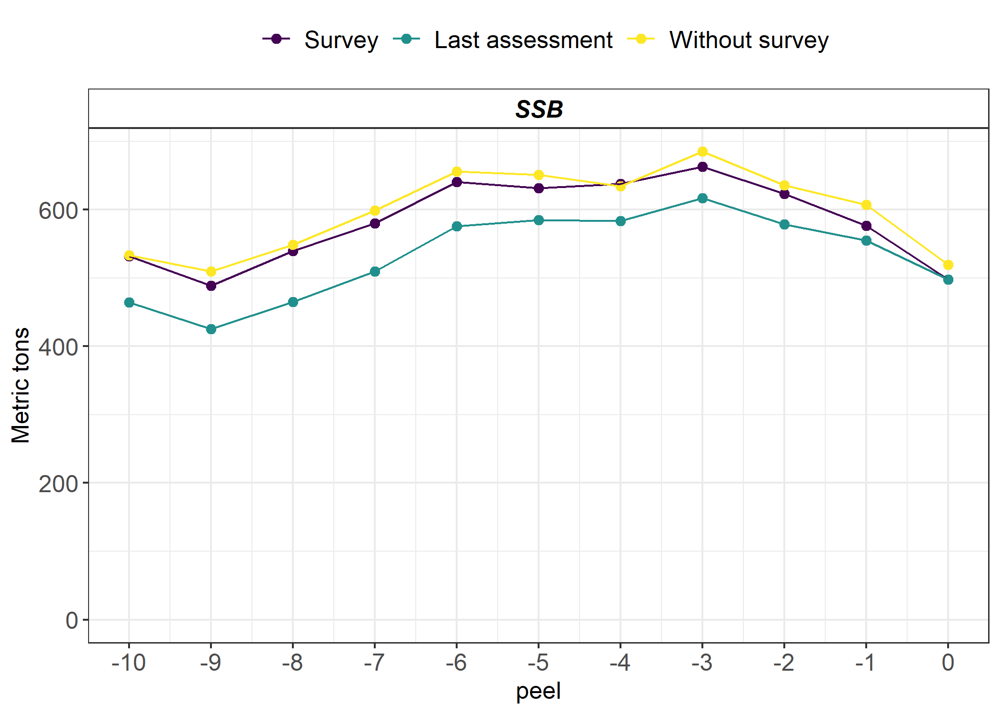 Survey Last assessment Without survey
SSB
Metric tons
600
400
200
0
-10 -9 -8 -7 -6 -5 -4 -3 -2 -1 0
peel